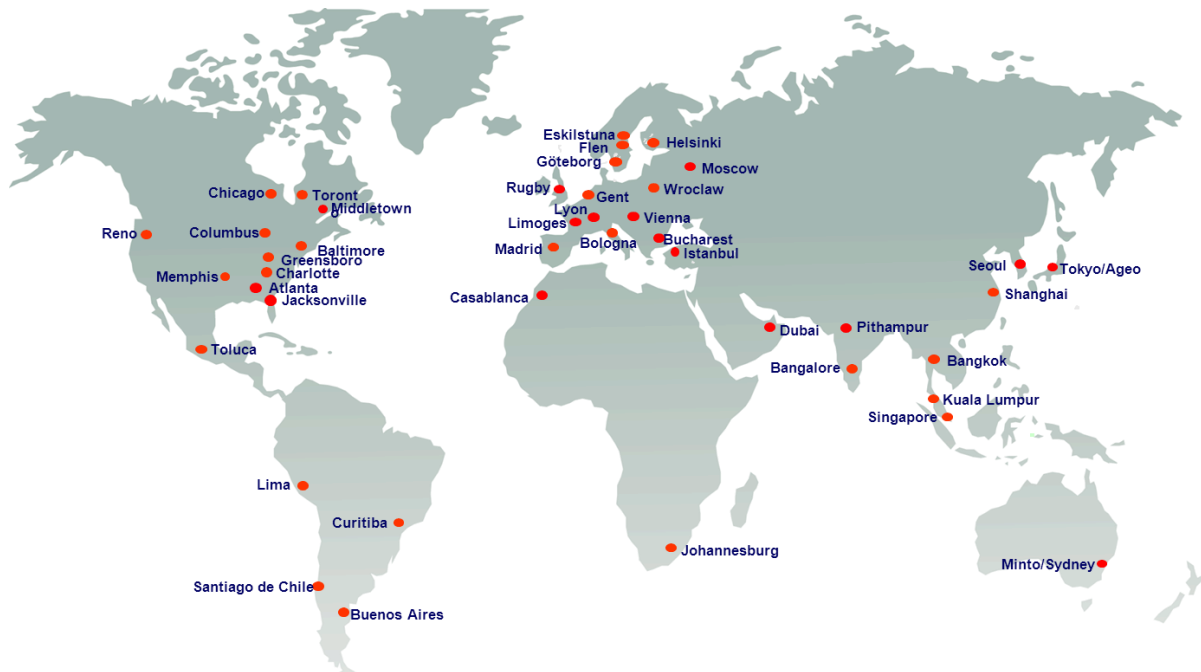 Eskilstuna
Flen
Helsinki
Göteborg
Moscow
Rugby
Wroclaw
Gent
Chicago
Toront
Middletown
o
Lyon
Limoges
Vienna
Reno
Columbus
Baltimore
Madrid
Bologna
Bucharest
Istanbul
Greensboro
Charlotte
Memphis
Atlanta
Jacksonville
Seoul
Tokyo/Ageo
Shanghai
Casablanca
Dubai
Pithampur
Toluca
Bangalore
Bangkok
Kuala Lumpur
Singapore
Lima
Curitiba
Johannesburg
Minto/Sydney
Santiago de Chile
Buenos Aires